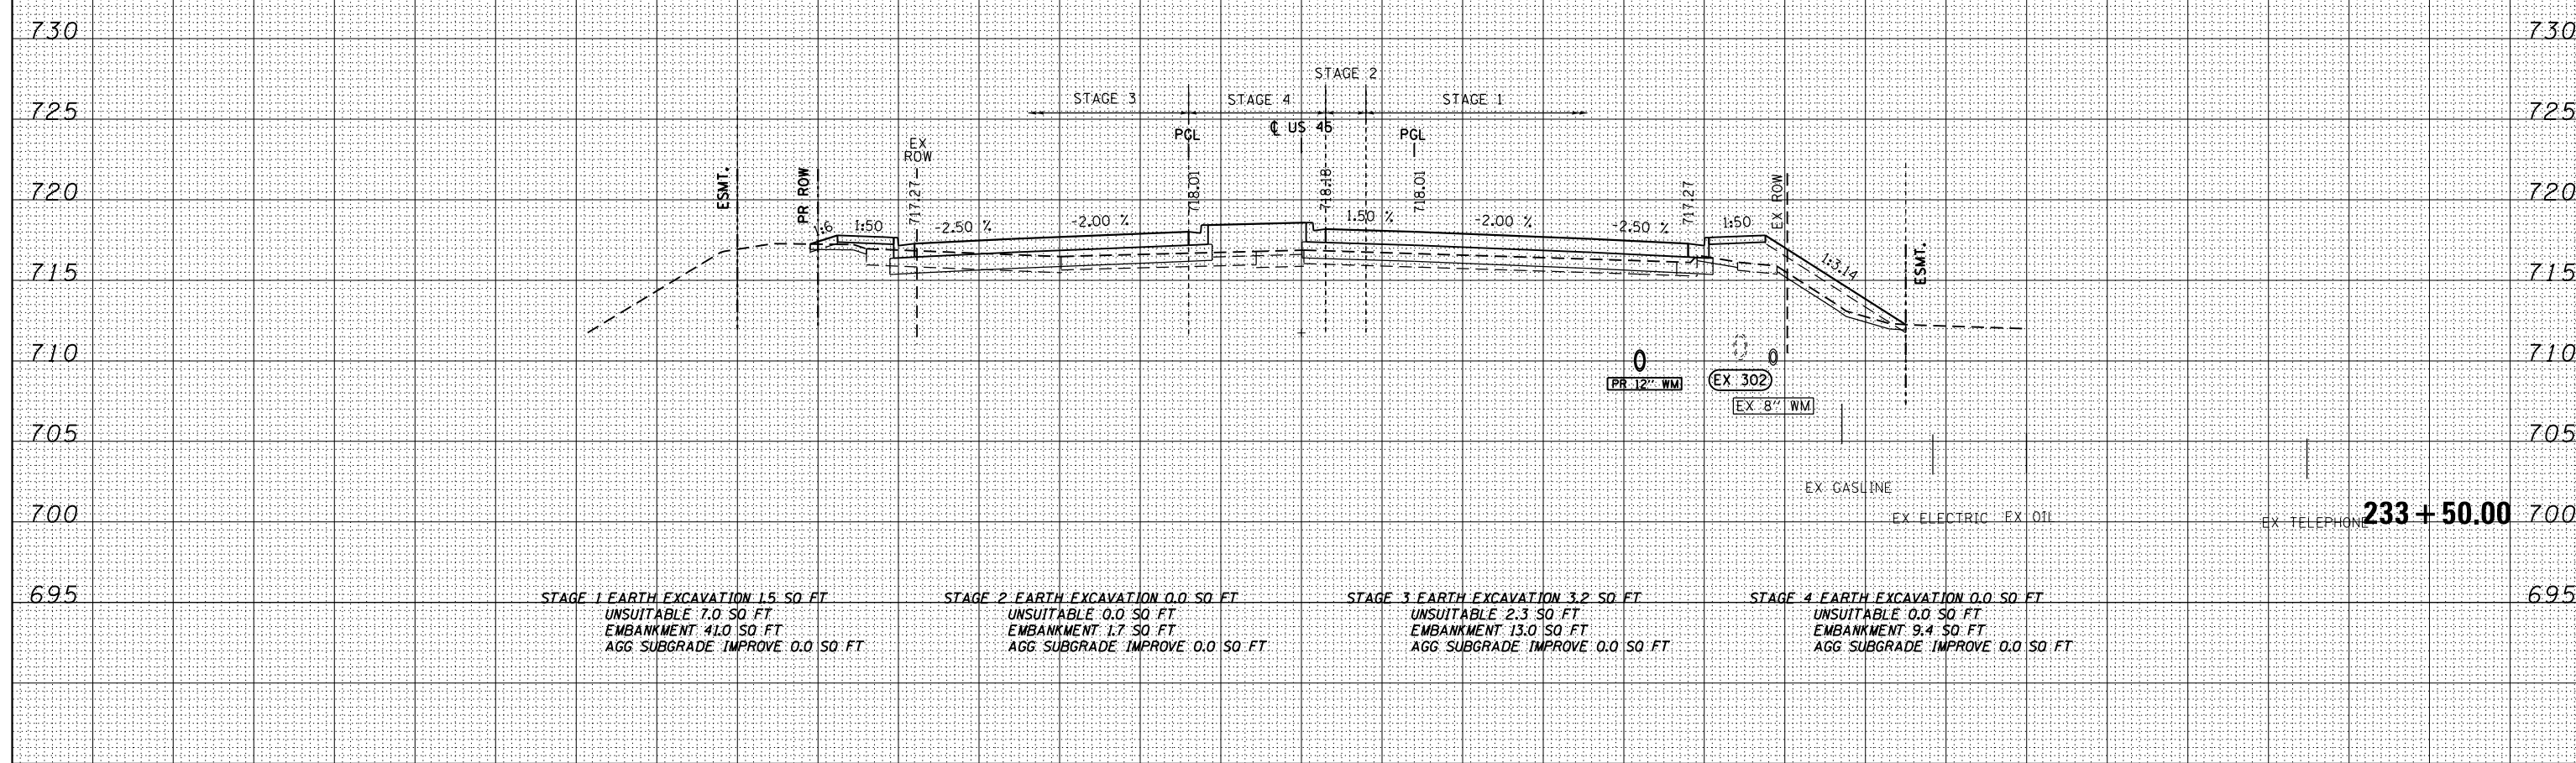 730 730
STAGE 2
STAGE 3 STAGE 4 STAGE 1
725 725
℄ US 45
PGL PGL
EX
ROW
ESMT. PR ROW 717.27 718.01 718.18 718.01 717.27 EX ROW
720 720
1:6 1:50 -2.50 % -2.00 % 1.50 % -2.00 % -2.50 % 1:50
1:3.14 ESMT.
715 715
710 710
PR 12" WM EX 302
EX 8" WM
705 705
EX GASLINE
EX ELECTRIC EX OIL EX TELEPHONE 233 + 50.00
700 700
695 695
STAGE 1 EARTH EXCAVATION 1.5 SQ FT
UNSUITABLE 7.0 SQ FT
EMBANKMENT 41.0 SQ FT
AGG SUBGRADE IMPROVE 0.0 SQ FT
STAGE 2 EARTH EXCAVATION 0.0 SQ FT
UNSUITABLE 0.0 SQ FT
EMBANKMENT 1.7 SQ FT
AGG SUBGRADE IMPROVE 0.0 SQ FT
STAGE 3 EARTH EXCAVATION 3.2 SQ FT
UNSUITABLE 2.3 SQ FT
EMBANKMENT 13.0 SQ FT
AGG SUBGRADE IMPROVE 0.0 SQ FT
STAGE 4 EARTH EXCAVATION 0.0 SQ FT
UNSUITABLE 0.0 SQ FT
EMBANKMENT 9.4 SQ FT
AGG SUBGRADE IMPROVE 0.0 SQ FT